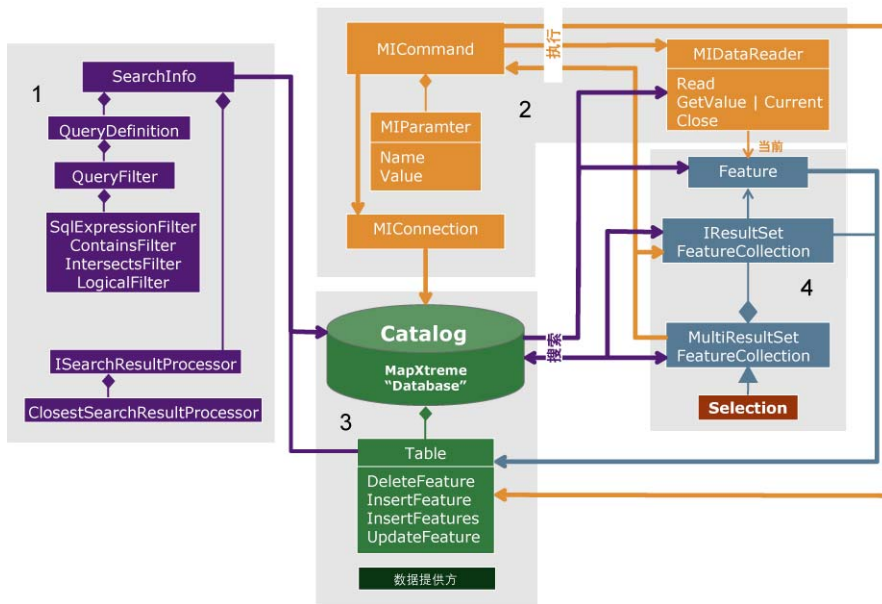 1
SearchInfo
QueryDefinition
QueryFilter
SqlExpressionFilter
ContainsFilter
IntersectsFilter
LogicalFilter
ISearchResultProcessor
ClosestSearchResultProcessor
2
MICommand
执行
MIParamter
Name
Value
MIConnection
MIDataReader
Read
GetValue | Current
Close
当前
3
Catalog
MapXtreme
“Database”
搜索
Table
DeleteFeature
InsertFeature
InsertFeatures
UpdateFeature
数据提供方
4
Feature
IResultSet
FeatureCollection
MultiResultSet
FeatureCollection
Selection